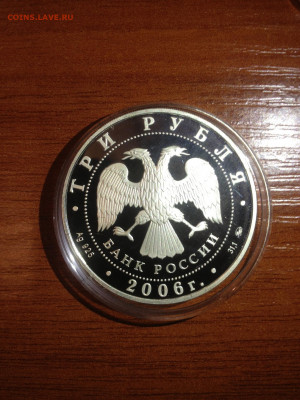 COINS.LAVE.RU
ТРИ РУБЛЯ
БАНК РОССИИ
Ag 925
31,1
2006г.